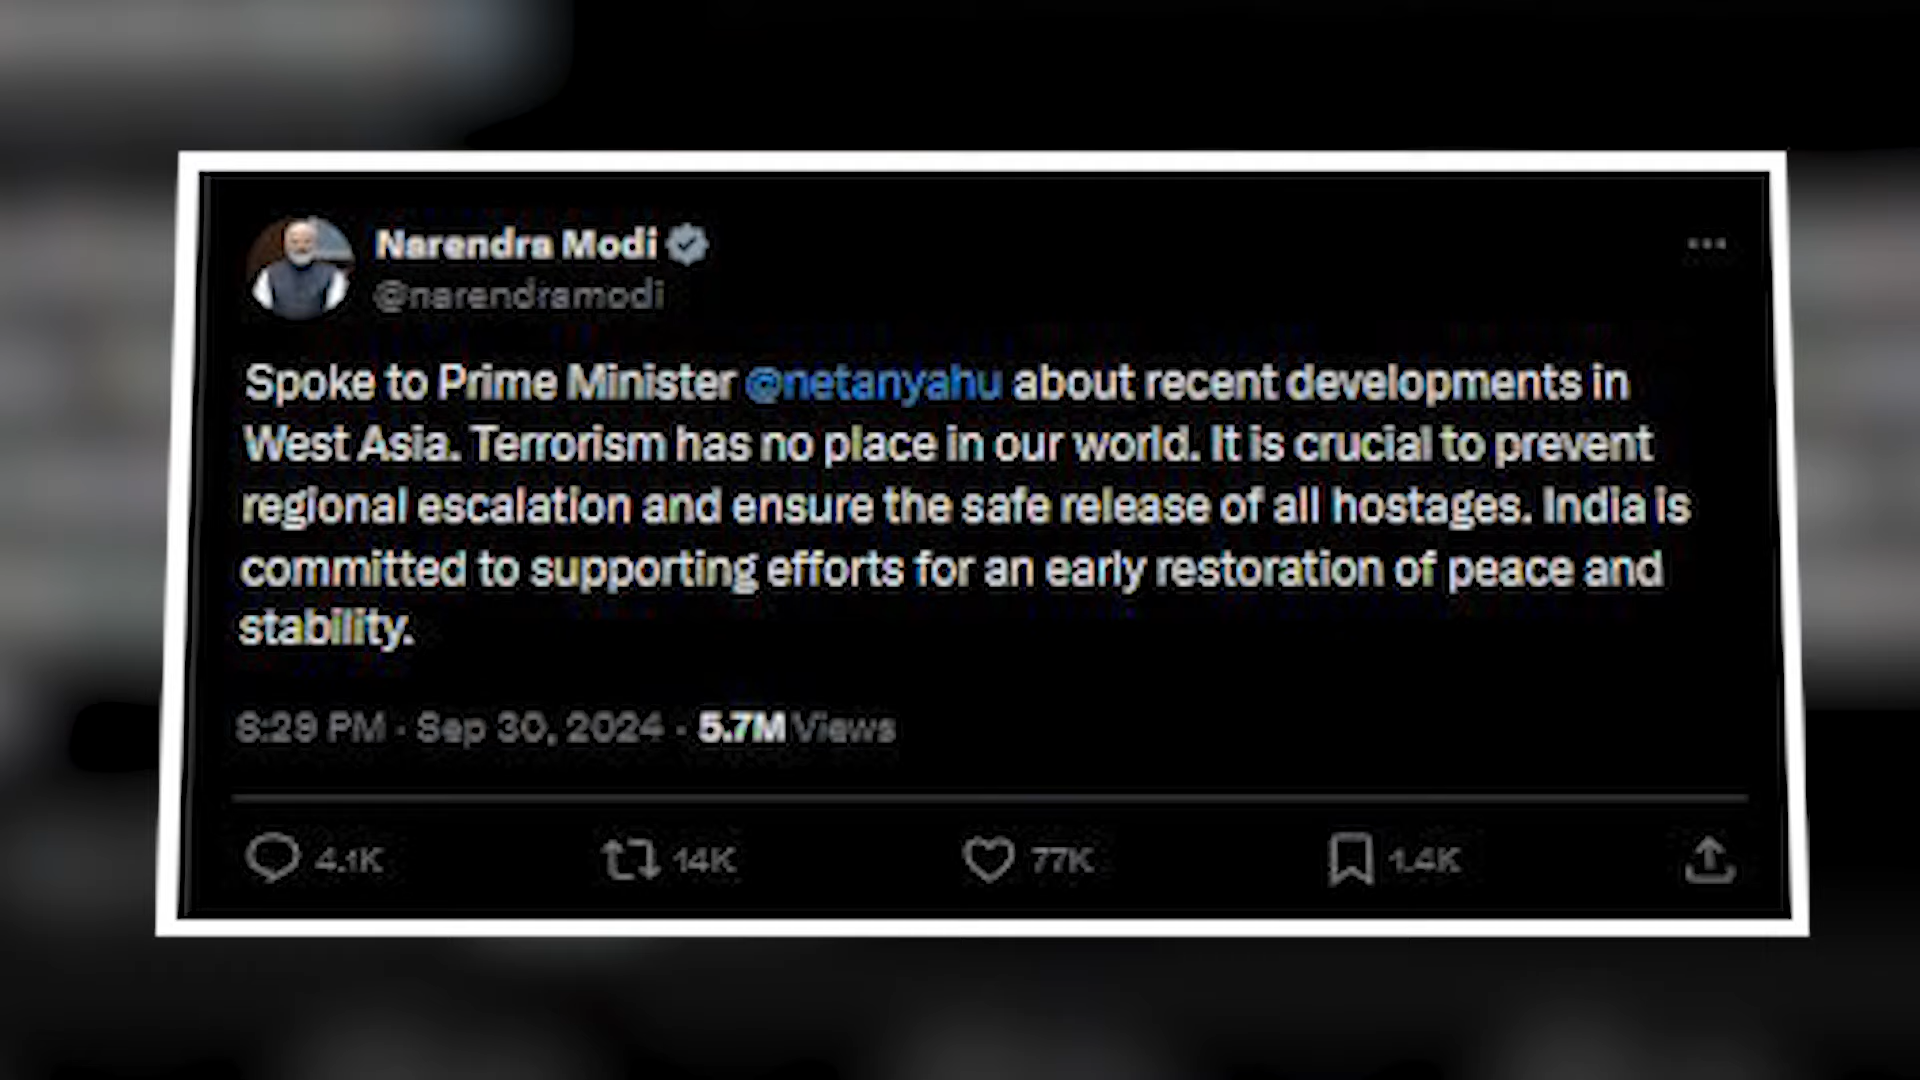 Narendra Modi
@narendramodi
Spoke to Prime Minister @netanyahu about recent developments in
West Asia. Terrorism has no place in our world. It is crucial to prevent
regional escalation and ensure the safe release of all hostages. India is
committed to supporting efforts for an early restoration of peace and
stability.
8:29 PM · Sep 30, 2024 · 5.7M Views
4.1K 14K 77K 1.4K